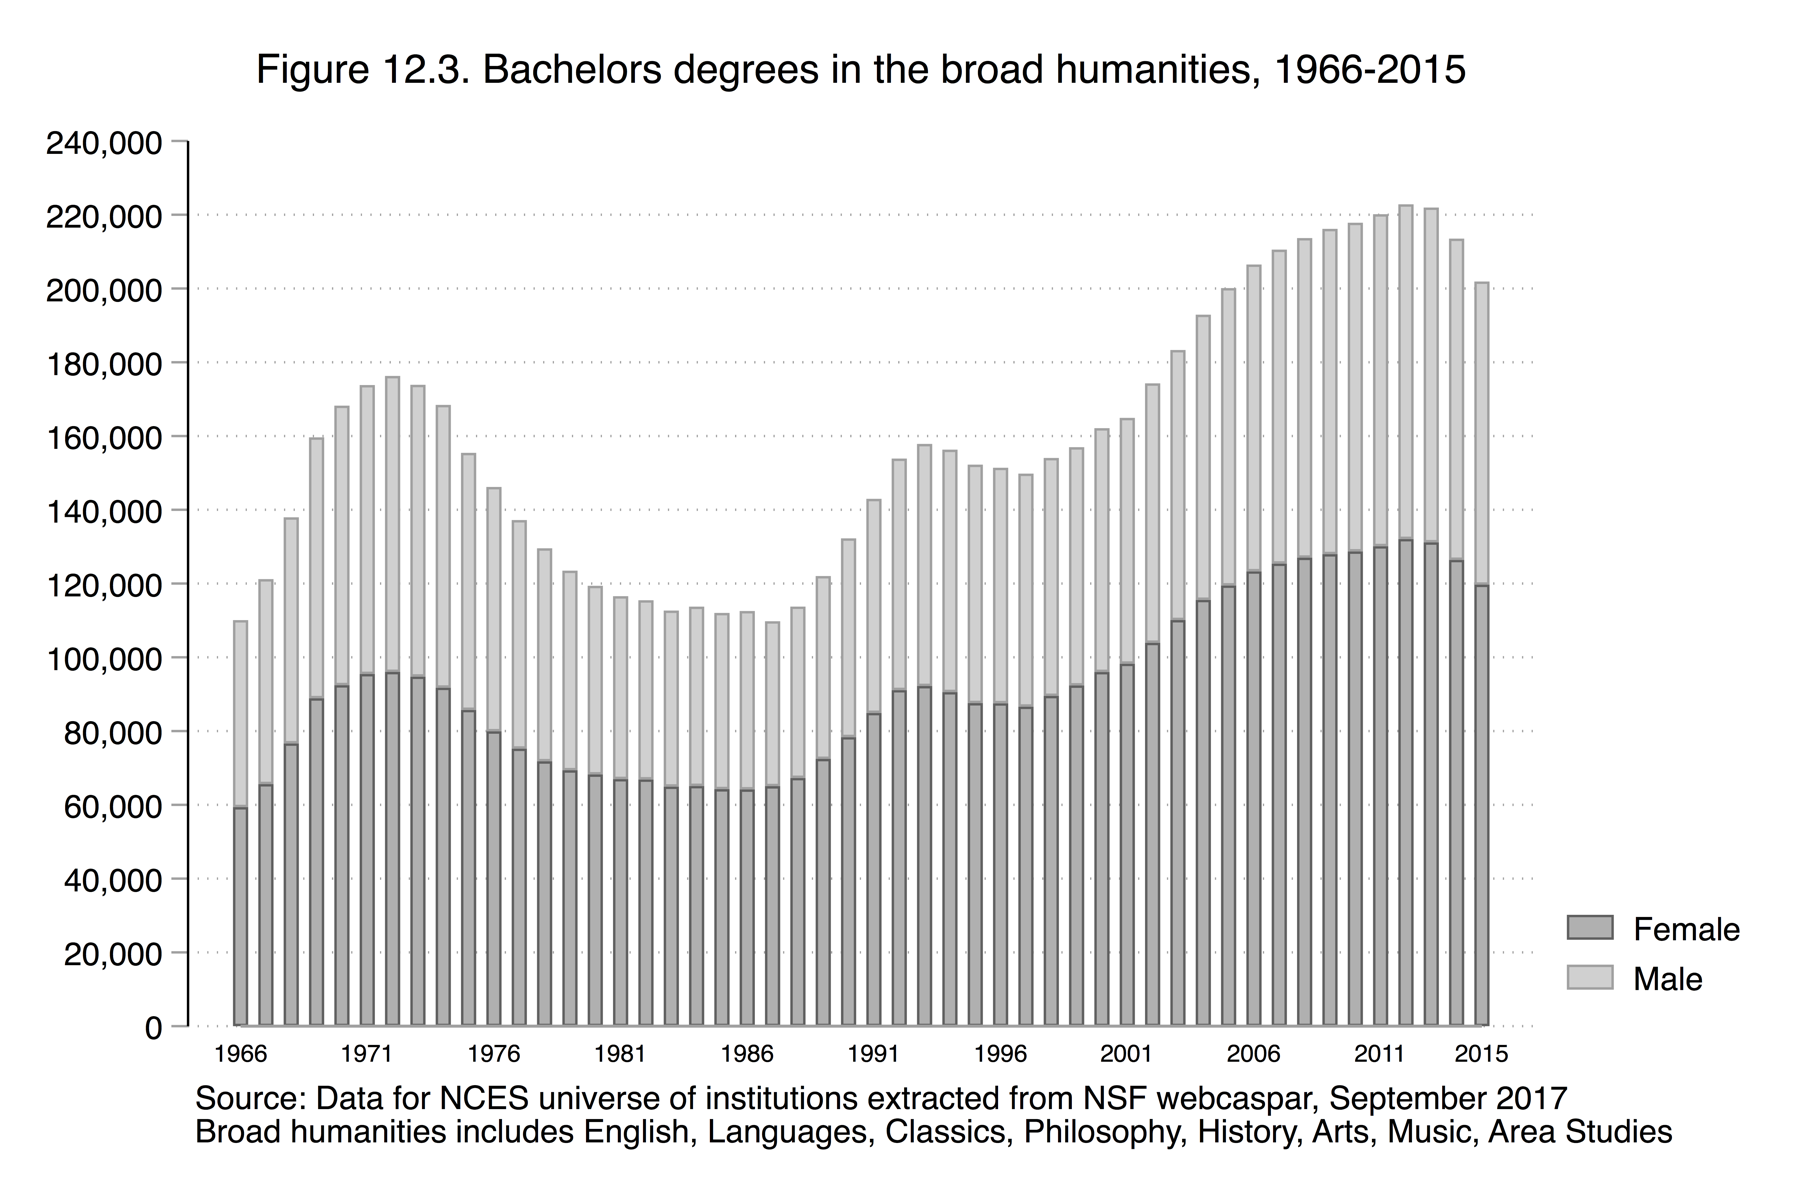 Figure 12.3. Bachelors degrees in the broad humanities, 1966-2015
240,000
220,000
200,000
180,000
160,000
140,000
120,000
100,000
80,000
60,000
40,000
20,000
0
1966 1971 1976 1981 1986 1991 1996 2001 2006 2011 2015
Female
Male
Source: Data for NCES universe of institutions extracted from NSF webcaspar, September 2017
Broad humanities includes English, Languages, Classics, Philosophy, History, Arts, Music, Area Studies